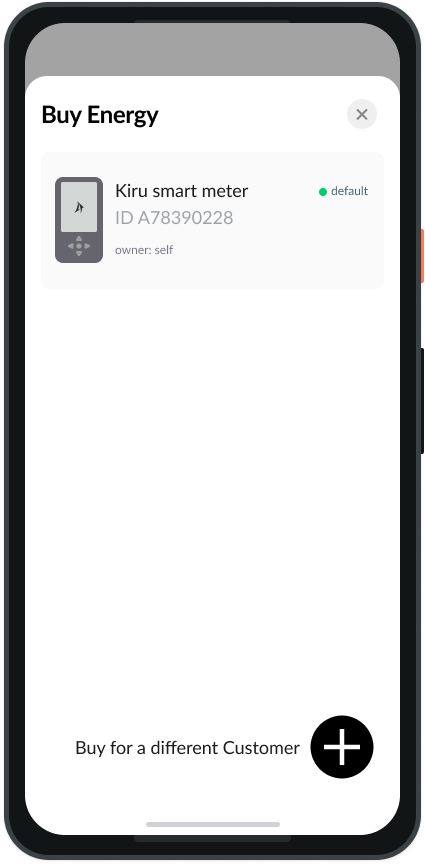 Buy Energy
Kiru smart meter
default
ID A78390228
owner: self
Buy for a different Customer